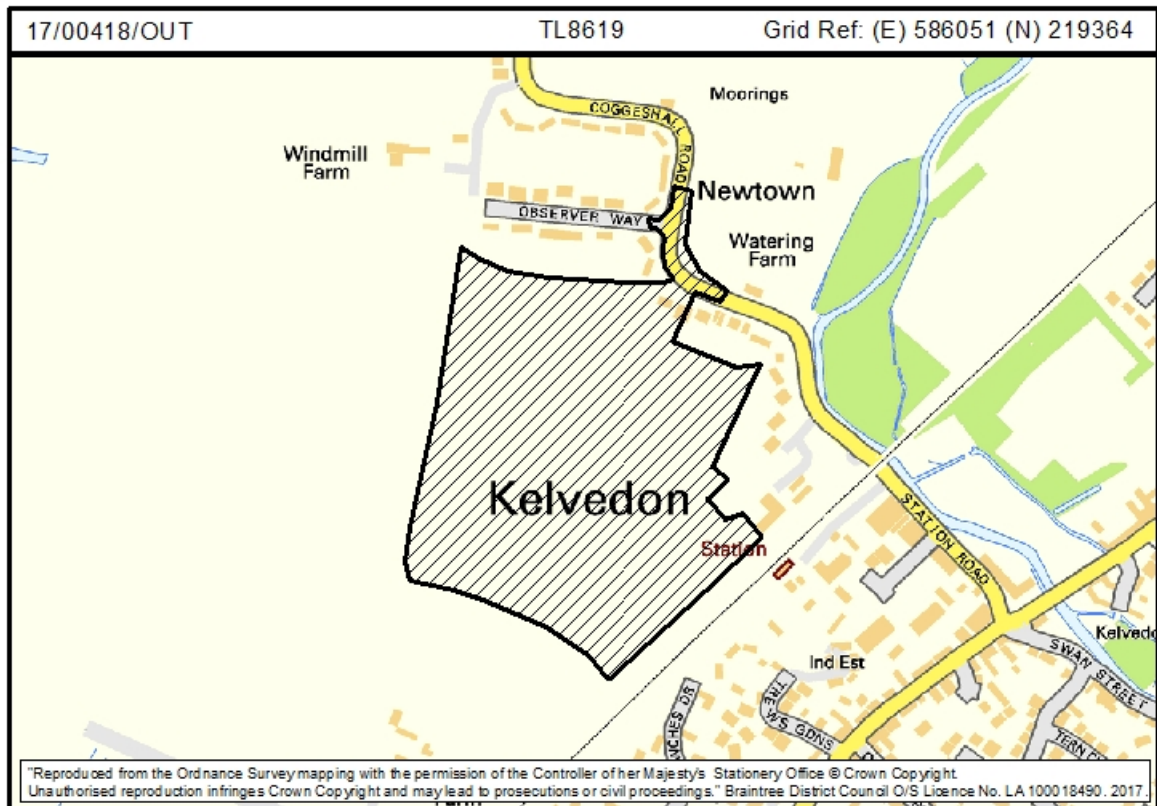 17/00418/OUT TL8619 Grid Ref: (E) 586051 (N) 219364
Moorings
COGGESHALL ROAD
Windmill
Farm
Newtown
OBSERVER WAY
Watering
Farm
Kelvedon
Station
STATION ROAD
Kelvedo
SWAN STREET
Ind Est
TREWS GDNS
"Reproduced from the Ordnance Survey mapping with the permission of the Controller of her Majesty's Stationery Office © Crown Copyright.
Unauthorised reproduction infringes Crown Copyright and may lead to prosecutions or civil proceedings." Braintree District Council O/S Licence No. LA 100018490. 2017.